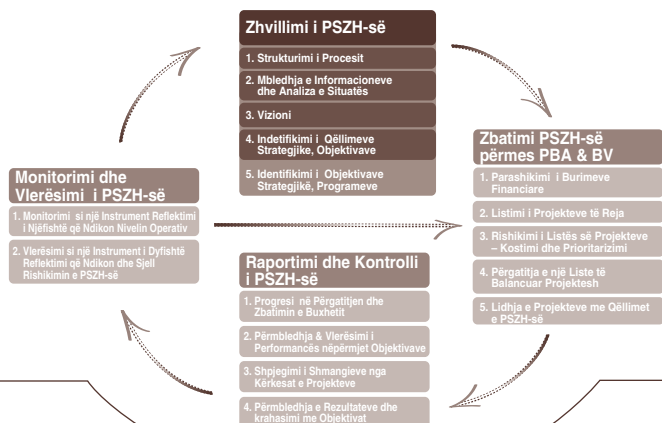 Zhvillimi i PSZH-së
1. Strukturimi i Procesit
2. Mbledhja e Informacioneve
dhe Analiza e Situatës
3. Vizioni
4. Indetifikimi i Qëllimeve
Strategjike, Objektivave
5. Identifikimi i Objektivave
Strategjikë, Programeve
Zbatimi PSZH-së
përmes PBA & BV
1. Parashikimi i Burimeve
Financiare
2. Listimi i Projekteve të Reja
3. Rishikimi i Listës së Projekteve
– Kostimi dhe Prioritarizimi
4. Përgatitja e një Liste të
Balancuar Projektesh
5. Lidhja e Projekteve me Qëllimet
e PSZH-së
Raportimi dhe Kontrolli
i PSZH-së
1. Progresi në Përgatitjen dhe
Zbatimin e Buxhetit
2. Përmbledhja & Vlerësimi i
Performancës nëpërmjet Objektivave
3. Shpjegimi i Shmangieve nga
Kërkesat e Projekteve
4. Përmbledhja e Rezultateve dhe
krahasimi me Objektivat
Monitorimi dhe
Vlerësimi i PSZH-së
1. Monitorimi si një Instrument Reflektimi
i Njëfishtë që Ndikon Nivelin Operativ
2. Vlerësimi si një Instrument i Dyfishtë
Reflektimi që Ndikon dhe Sjell
Rishikimin e PSZH-së